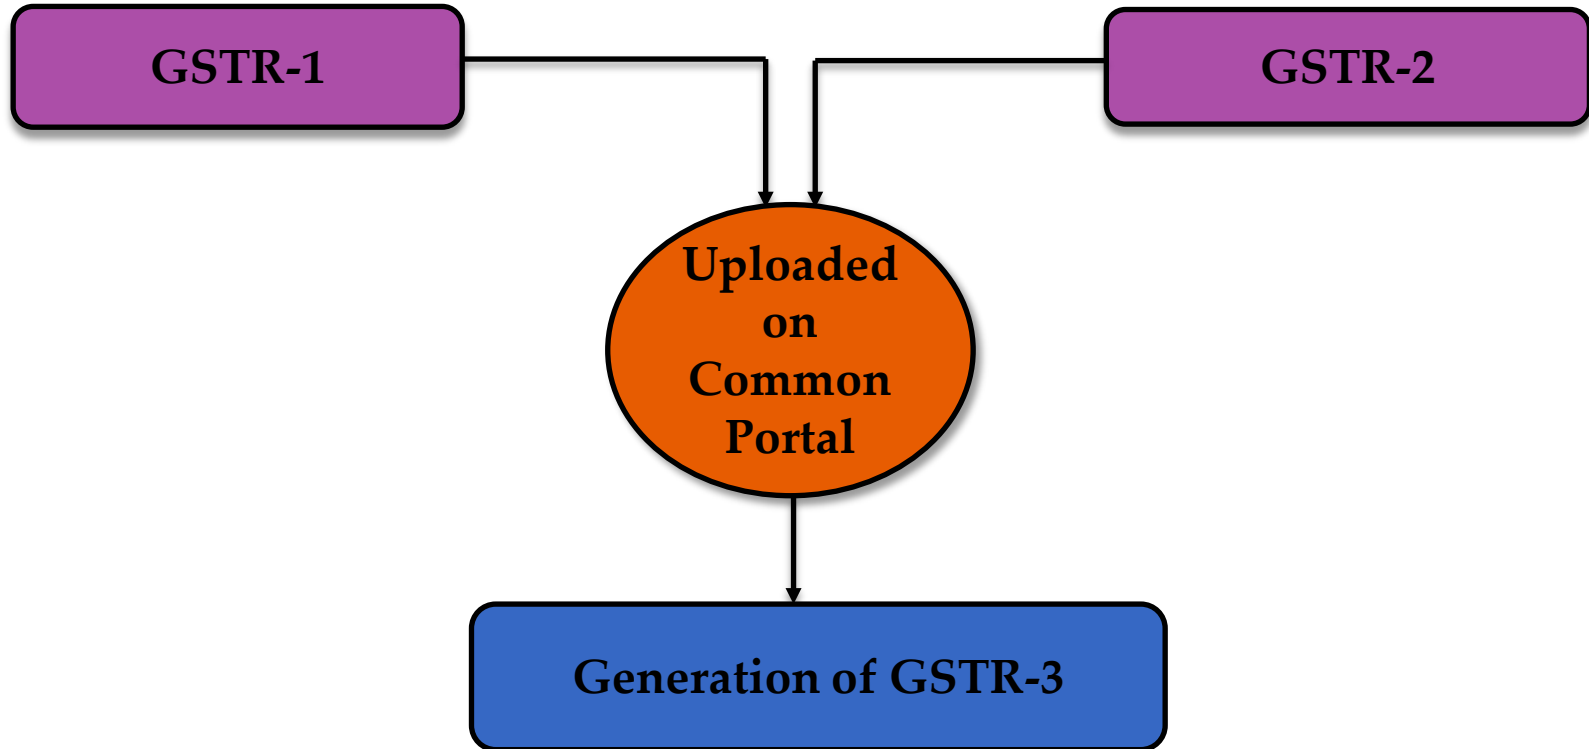 GSTR-1
GSTR-2
Uploaded
on
Common
Portal
Generation of GSTR-3